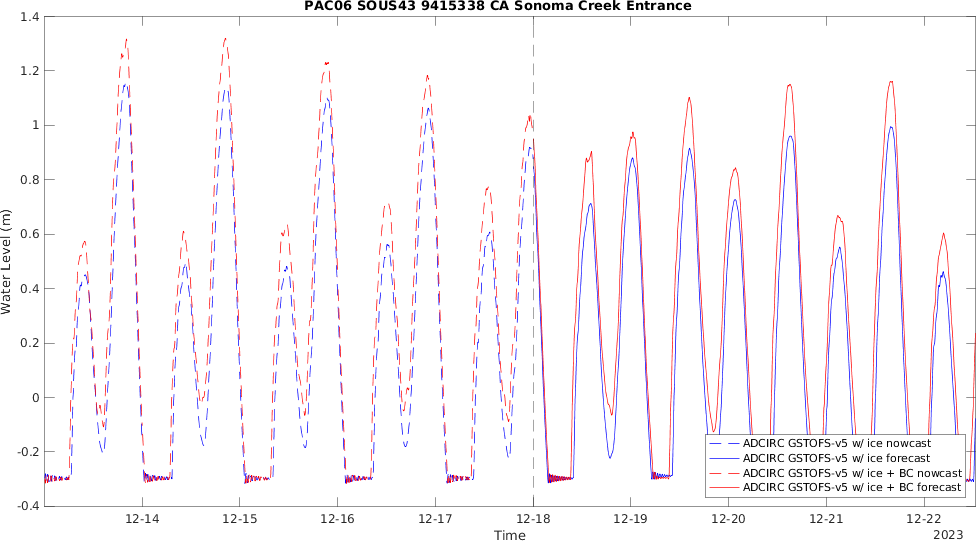 PAC06 SOUS43 9415338 CA Sonoma Creek Entrance
Water Level (m)
1.4
1.2
1
0.8
0.6
0.4
0.2
0
-0.2
-0.4
ADCIRC GSTOFS-v5 w/ ice nowcast
ADCIRC GSTOFS-v5 w/ ice forecast
ADCIRC GSTOFS-v5 w/ ice + BC nowcast
ADCIRC GSTOFS-v5 w/ ice + BC forecast
12-14 12-15 12-16 12-17 12-18 12-19 12-20 12-21 12-22
2023
Time